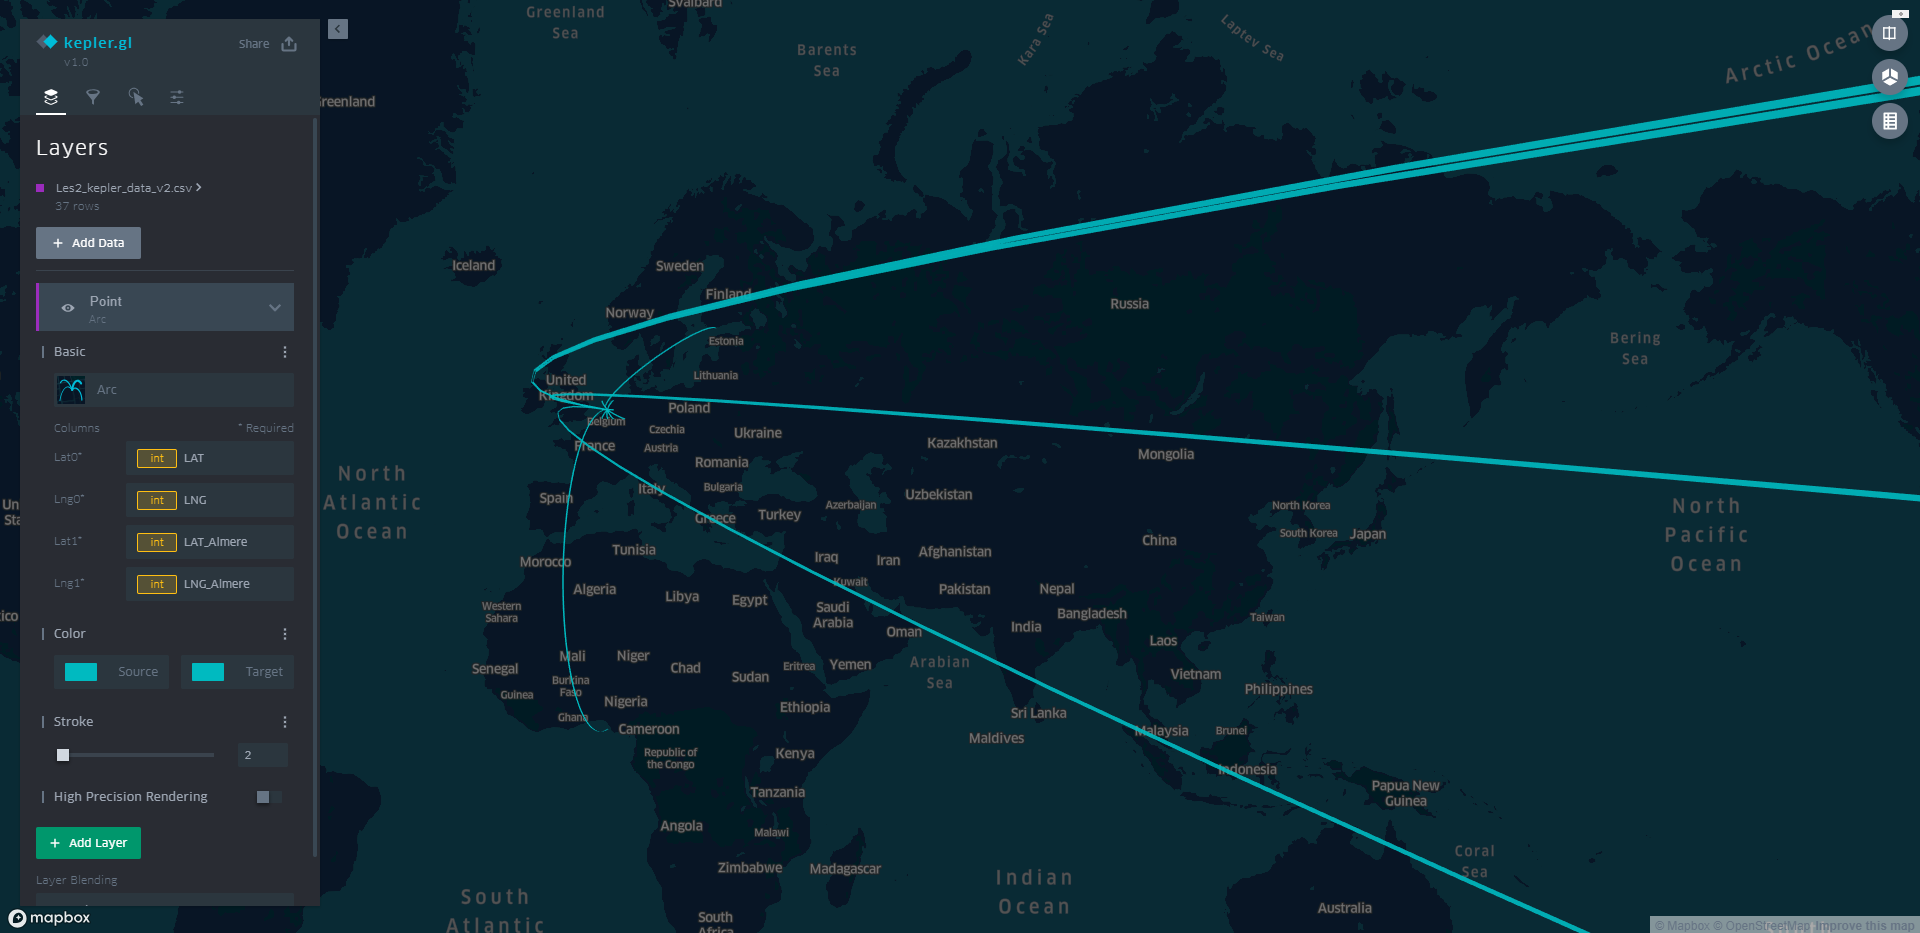 kepler.gl
v1.0
Share
Layers
Les2_kepler_data_v2.csv
37 rows
+ Add Data
Point
Arc
Basic
Arc
Columns
* Required
Lat0*
int LAT
Lng0*
int LNG
Lat1*
int LAT_Almere
Lng1*
int LNG_Almere
Color
Source
Target
Stroke
2
High Precision Rendering
+ Add Layer
Layer Blending
mapbox
Svalbard
Greenland
Sea
Barents
Sea
Kara Sea
Laptev Sea
Arctic Ocean
Greenland
Iceland
Sweden
Finland
Norway
Russia
Estonia
Lithuania
United
Kingdom
Bering
Sea
Poland
Belgium
Czechia
Ukraine
France
Austria
Kazakhstan
Mongolia
Romania
North
Atlantic
Ocean
Spain
Italy
Bulgaria
Uzbekistan
Azerbaijan
Greece
Turkey
North Korea
South Korea
Japan
North
Pacific
Ocean
China
Tunisia
Morocco
Iraq
Iran
Afghanistan
Kuwait
Algeria
Libya
Egypt
Pakistan
Nepal
Western
Sahara
Saudi
Arabia
Bangladesh
Taiwan
Oman
India
Laos
Mali
Niger
Chad
Sudan
Eritrea
Yemen
Arabian
Sea
Senegal
Burkina
Faso
Vietnam
Guinea
Nigeria
Ethiopia
Philippines
Ghana
Cameroon
Sri Lanka
Malaysia
Brunei
Maldives
Republic of
the Congo
Kenya
Indonesia
Tanzania
Papua New
Guinea
Angola
Malawi
Zimbabwe
Madagascar
Coral
Sea
Indian
Ocean
South
Atlantic
Australia
South
Africa
© Mapbox © OpenStreetMap Improve this map